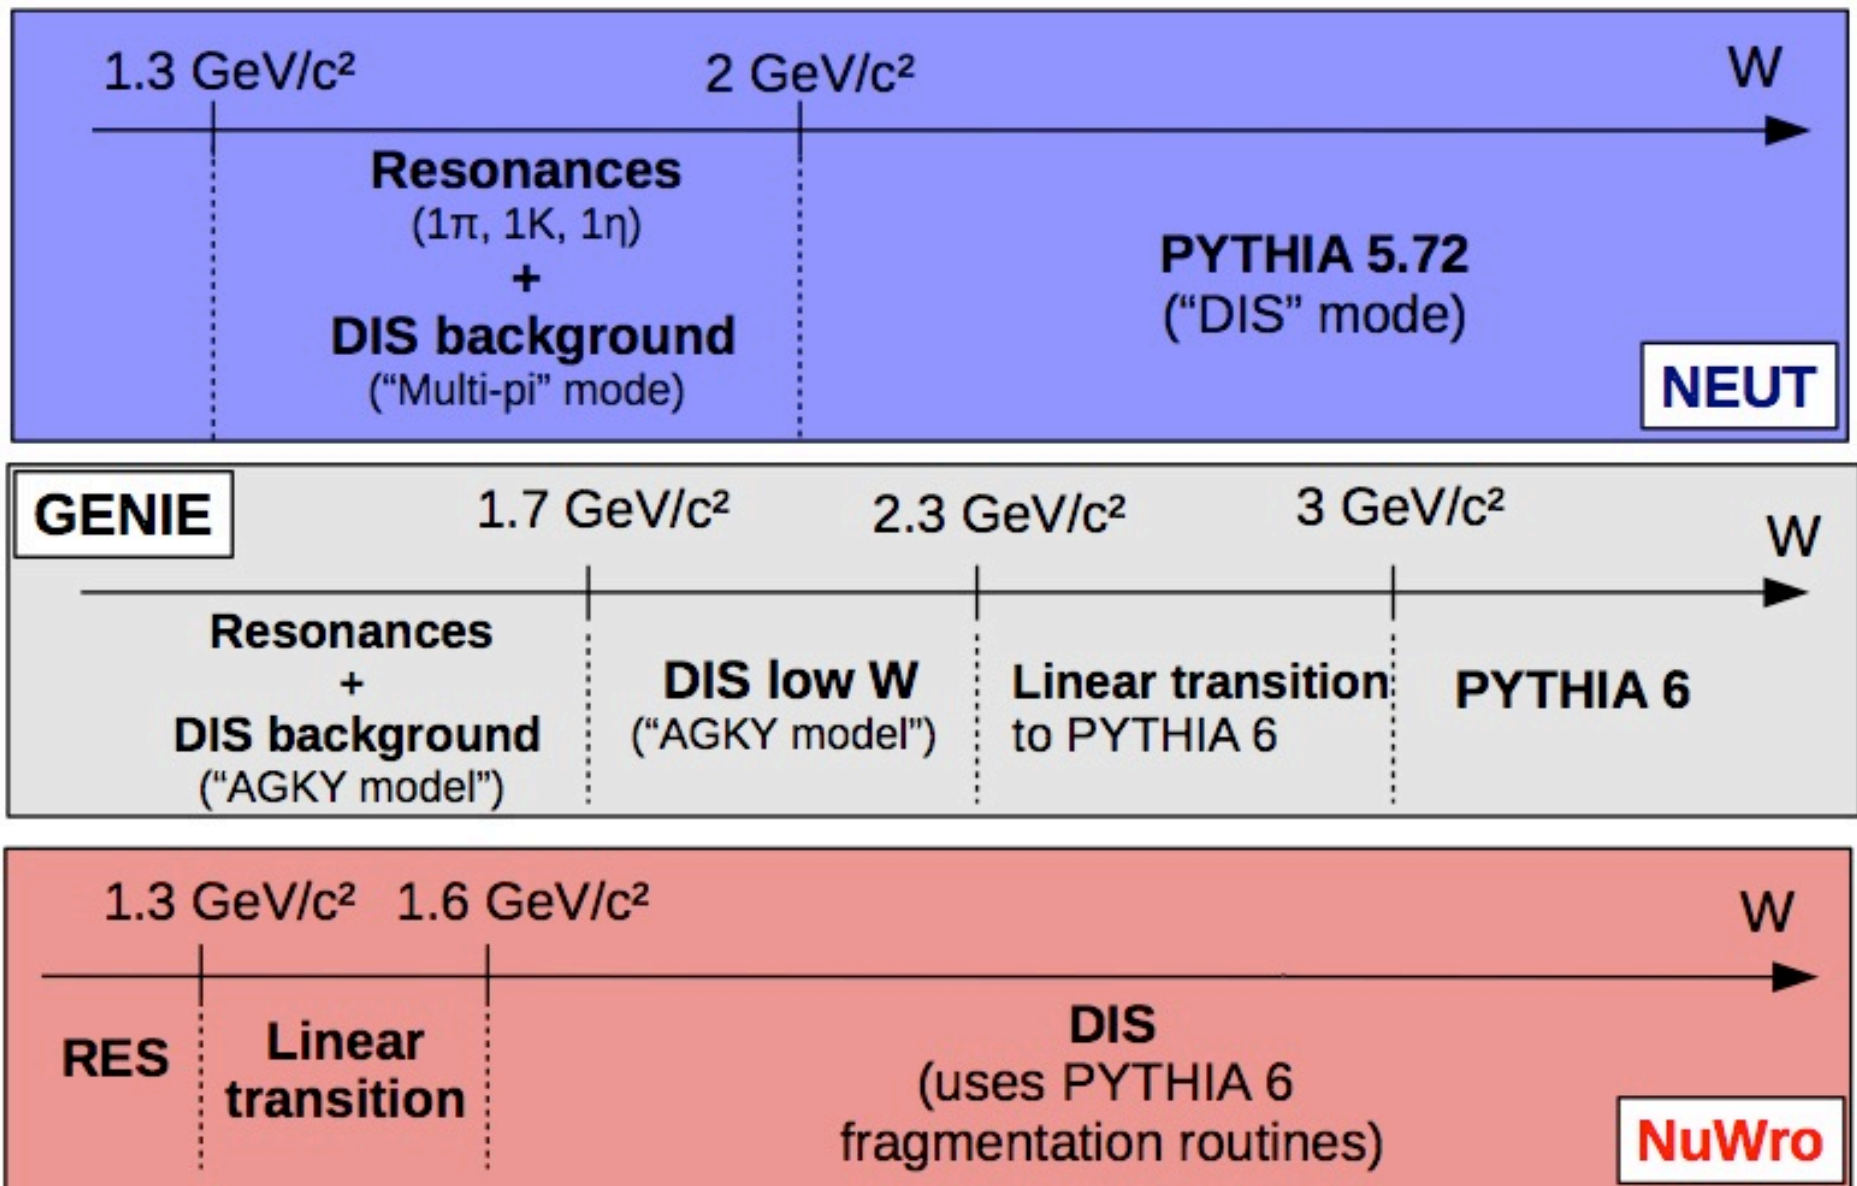 1.3 GeV/c²
2 GeV/c²
W
Resonances
(1π, 1K, 1η)
+
DIS background
(“Multi-pi” mode)
PYTHIA 5.72
(“DIS” mode)
NEUT
GENIE
1.7 GeV/c²
2.3 GeV/c²
3 GeV/c²
W
Resonances
+
DIS background
(“AGKY model”)
DIS low W
(“AGKY model”)
Linear transition
to PYTHIA 6
PYTHIA 6
1.3 GeV/c²
1.6 GeV/c²
W
RES
Linear
transition
DIS
(uses PYTHIA 6
fragmentation routines)
NuWro